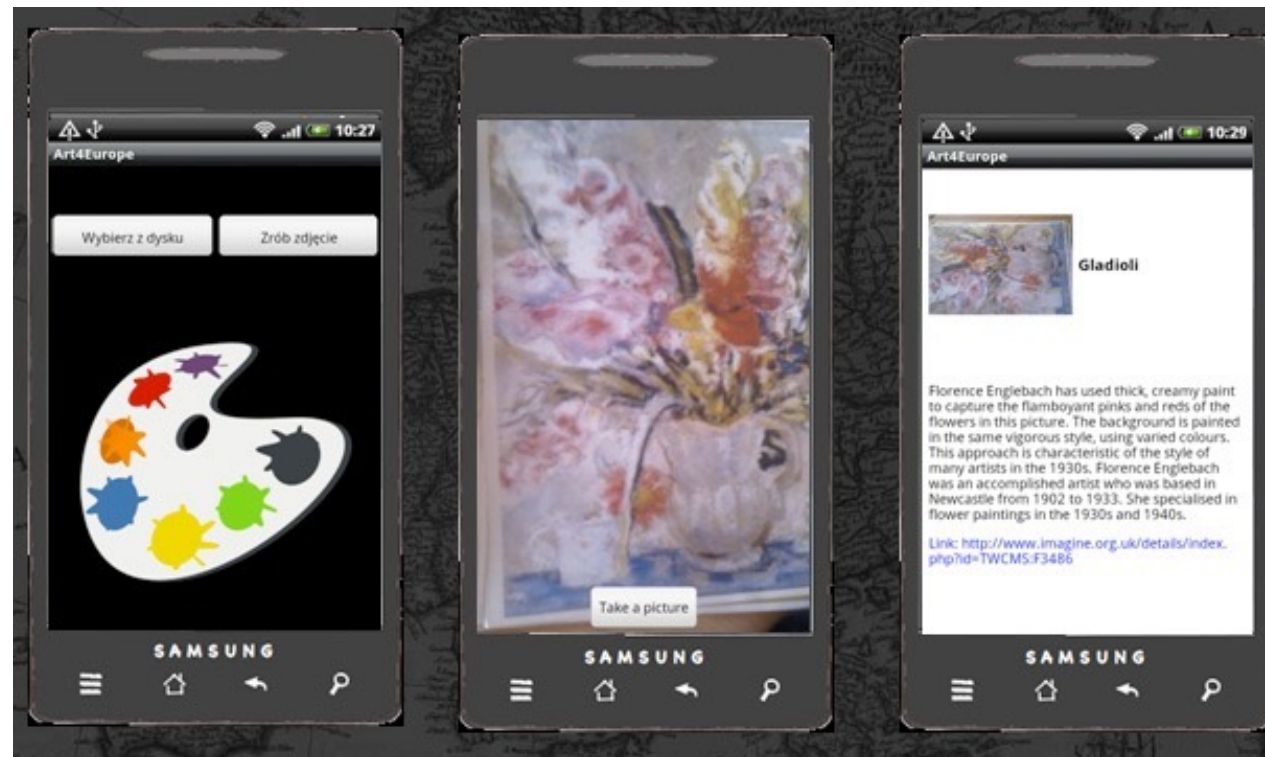 10:27
Art4Europe
Wybierz z dysku
Zrób zdjęcie
SAMSUNG
Take a picture
SAMSUNG
10:29
Art4Europe
Gladioli
Florence Englebach has used thick, creamy paint
to capture the flamboyant pinks and reds of the
flowers in this picture. The background is painted
in the same vigorous style, using varied colours.
This approach is characteristic of the style of
many artists in the 1930s. Florence Englebach
was an accomplished artist who was based in
Newcastle from 1902 to 1933. She specialised in
flower paintings in the 1930s and 1940s.
Link: http://www.imagine.org.uk/details/index.
php?id=TWCMS:F3486
SAMSUNG